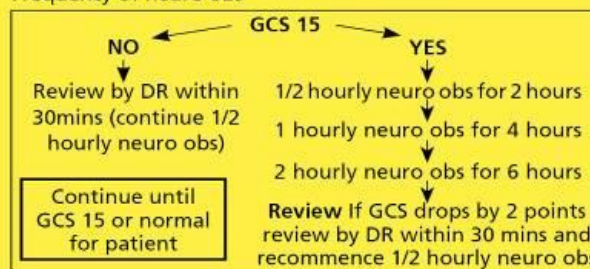 GCS 15
NO
YES
Review by DR within
30mins (continue 1/2
hourly neuro obs)
Continue until
GCS 15 or normal
for patient
1/2 hourly neuro obs for 2 hours
1 hourly neuro obs for 4 hours
2 hourly neuro obs for 6 hours
Review If GCS drops by 2 points
review by DR within 30 mins and
recommence 1/2 hourly neuro obs